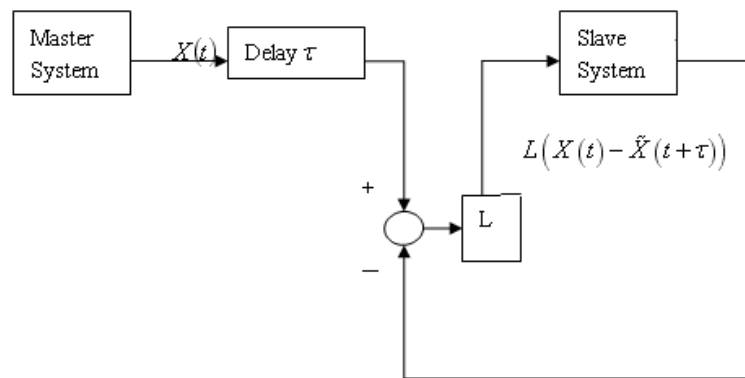 Master
System
X(t)
Delay τ
Slave
System
L(X(t) − X̃(t+τ))
+
L
−